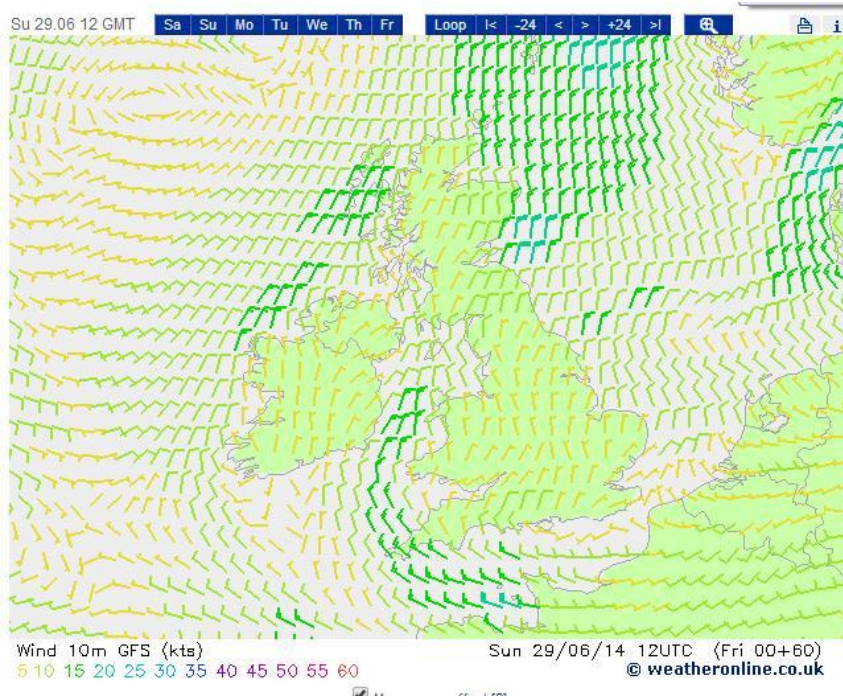 Su 29.06 12 GMT Sa Su Mo Tu We Th Fr Loop |< -24 < > +24 >| i
Wind 10m GFS (kts) Sun 29/06/14 12UTC (Fri 00+60)
5 10 15 20 25 30 35 40 45 50 55 60 © weatheronline.co.uk